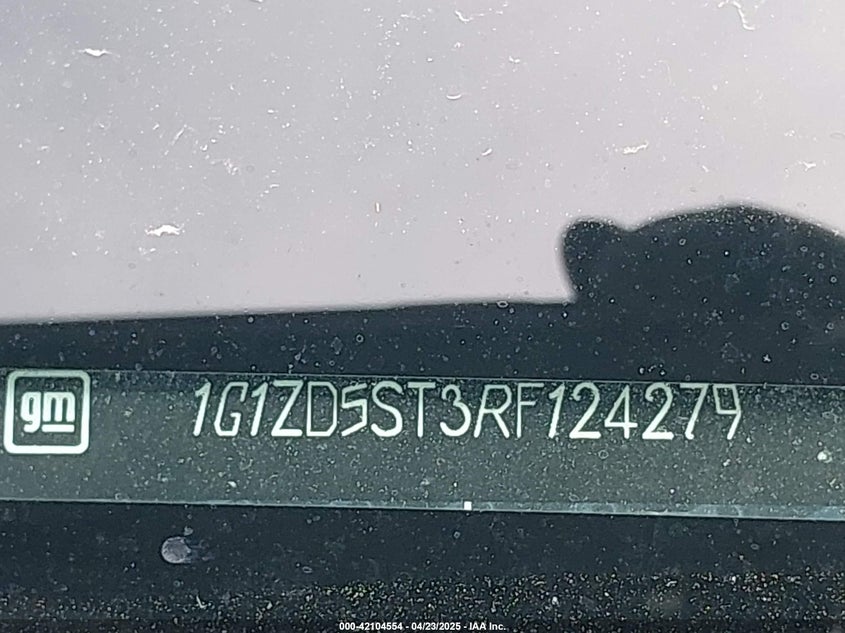 gm 1G1ZD5ST3RF124279
000-42104554 - 04/23/2025 - IAA Inc.